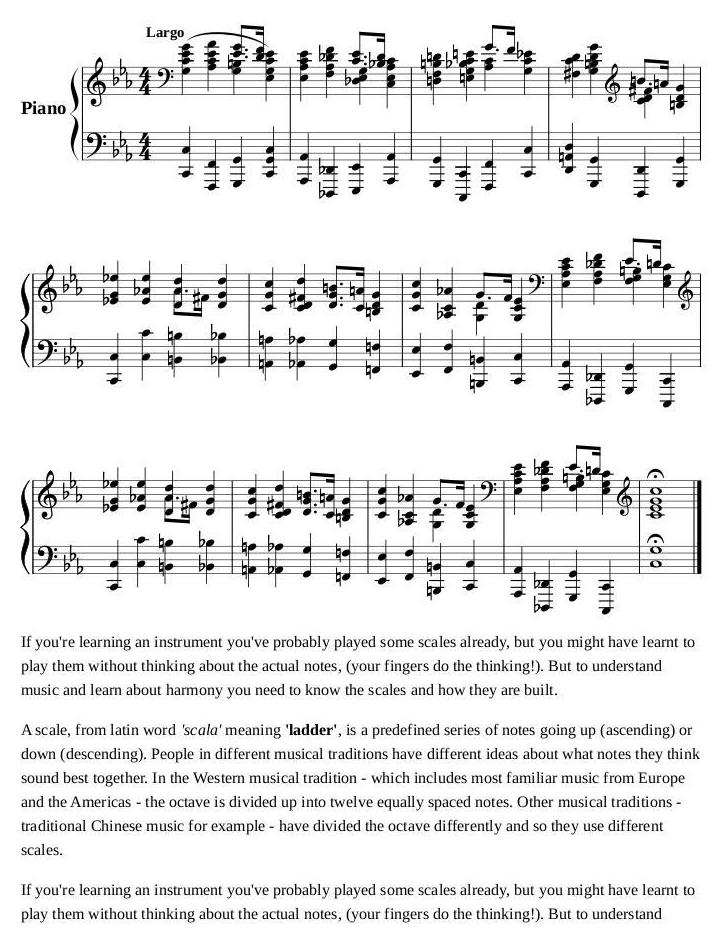 Largo
Piano
If you're learning an instrument you've probably played some scales already, but you might have learnt to
play them without thinking about the actual notes, (your fingers do the thinking!). But to understand
music and learn about harmony you need to know the scales and how they are built.
A scale, from latin word 'scala' meaning 'ladder', is a predefined series of notes going up (ascending) or
down (descending). People in different musical traditions have different ideas about what notes they think
sound best together. In the Western musical tradition - which includes most familiar music from Europe
and the Americas - the octave is divided up into twelve equally spaced notes. Other musical traditions -
traditional Chinese music for example - have divided the octave differently and so they use different
scales.
If you're learning an instrument you've probably played some scales already, but you might have learnt to
play them without thinking about the actual notes, (your fingers do the thinking!). But to understand